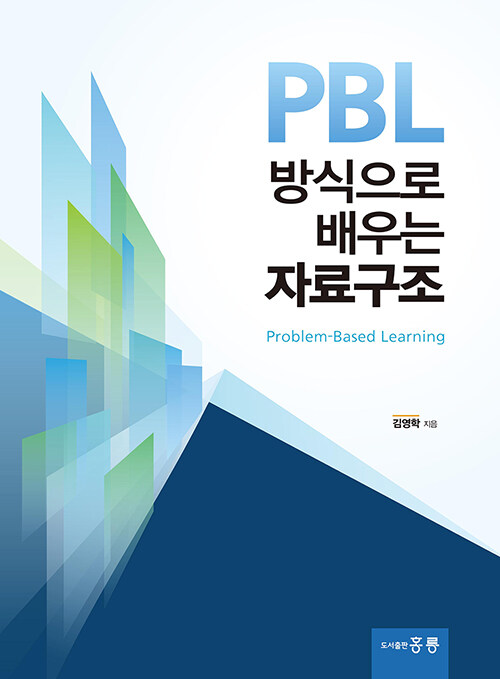 PBL
방식으로
배우는
자료구조
Problem-Based Learning
김영학 지음
도서출판 홍릉